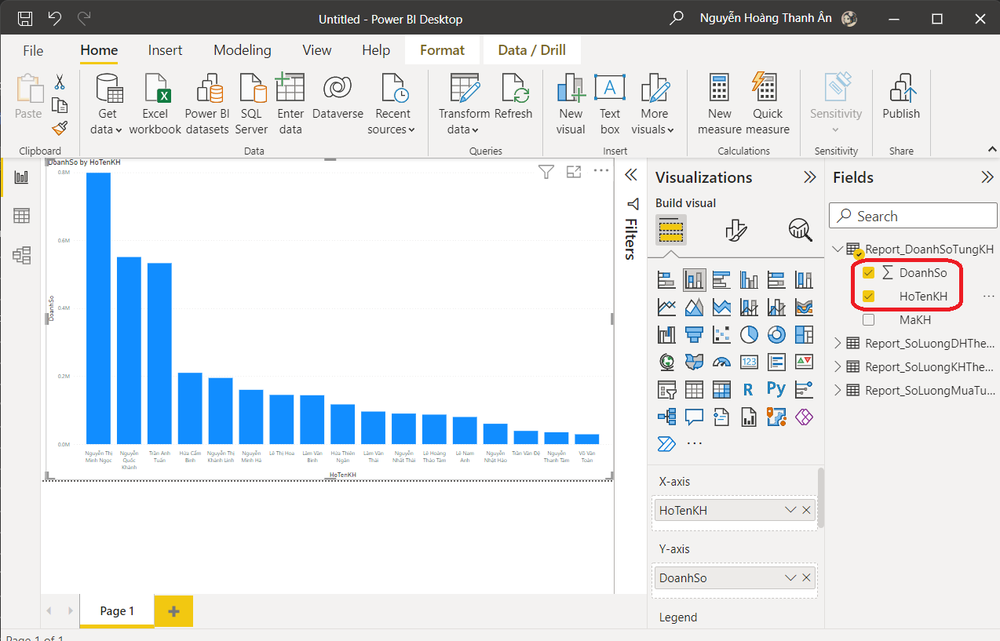 Untitled - Power BI Desktop
Nguyễn Hoàng Thanh Ân
File Home Insert Modeling View Help Format Data / Drill
Paste
Get data
Excel workbook
Power BI datasets
SQL Server
Enter data
Dataverse
Recent sources
Transform data
Refresh
New visual
Text box
More visuals
New measure
Quick measure
Sensitivity
Publish
Clipboard Data Queries Insert Calculations Sensitivity Share
DoanhSo by HoTenKH
0.8M
0.6M
0.4M
0.2M
0.0M
DoanhSo
Nguyễn Thị Minh Ngọc
Nguyễn Quốc Khánh
Trần Anh Tuấn
Hứa Cẩm Bình
Nguyễn Thị Khánh Linh
Nguyễn Minh Hà
Lê Thị Hoa
Lâm Văn Bình
Hứa Thiên Ngân
Lâm Văn Thái
Nguyễn Nhật Thái
Lê Hoàng Thảo Tâm
Lê Nam Anh
Nguyễn Nhật Hào
Trần Văn Đệ
Nguyễn Thanh Tâm
Võ Văn Toàn
HoTenKH
Filters
Visualizations
Build visual
123
R
Py
X-axis
HoTenKH
Y-axis
DoanhSo
Legend
Fields
Search
Report_DoanhSoTungKH
DoanhSo
HoTenKH
MaKH
Report_SoLuongDHThe...
Report_SoLuongKHThe...
Report_SoLuongMuaTu...
Page 1
Page 1 of 1